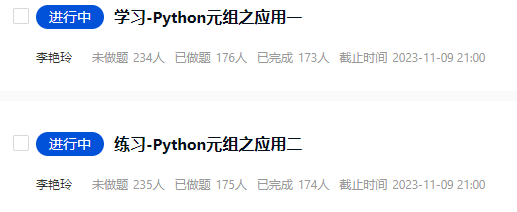 进行中 学习-Python元组之应用一
李艳玲 未做题 234人 已做题 176人 已完成 173人 截止时间 2023-11-09 21:00
进行中 练习-Python元组之应用二
李艳玲 未做题 235人 已做题 175人 已完成 174人 截止时间 2023-11-09 21:00